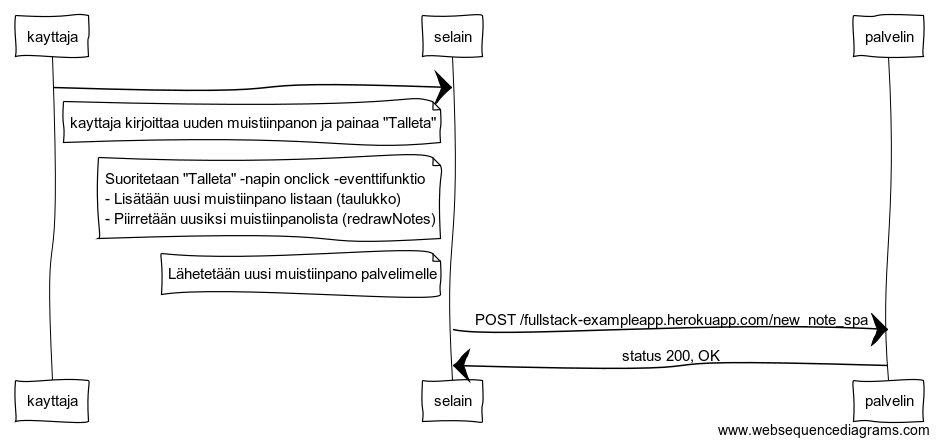 kayttaja
selain
palvelin
kayttaja kirjoittaa uuden muistiinpanon ja painaa "Talleta"
Suoritetaan "Talleta" -napin onclick -eventtifunktio
- Lisätään uusi muistiinpano listaan (taulukko)
- Piirretään uusiksi muistiinpanolista (redrawNotes)
Lähetetään uusi muistiinpano palvelimelle
POST /fullstack-exampleapp.herokuapp.com/new_note_spa
status 200, OK
kayttaja
selain
palvelin
www.websequencediagrams.com